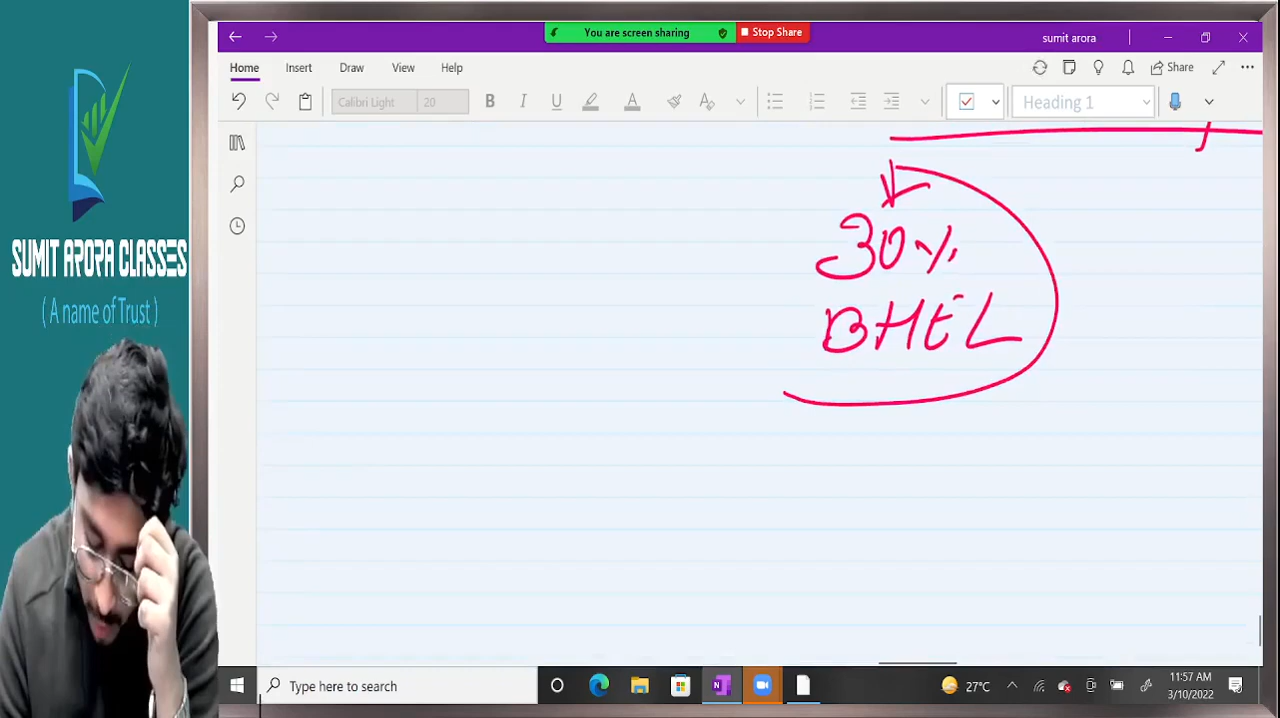 You are screen sharing
Stop Share
sumit arora
Home
Insert
Draw
View
Help
Share
Calibri Light
20
B
I
U
A
Heading 1
30%
BHEL
SUMIT ARORA CLASSES
( A name of Trust )
Type here to search
27°C
11:57 AM
3/10/2022